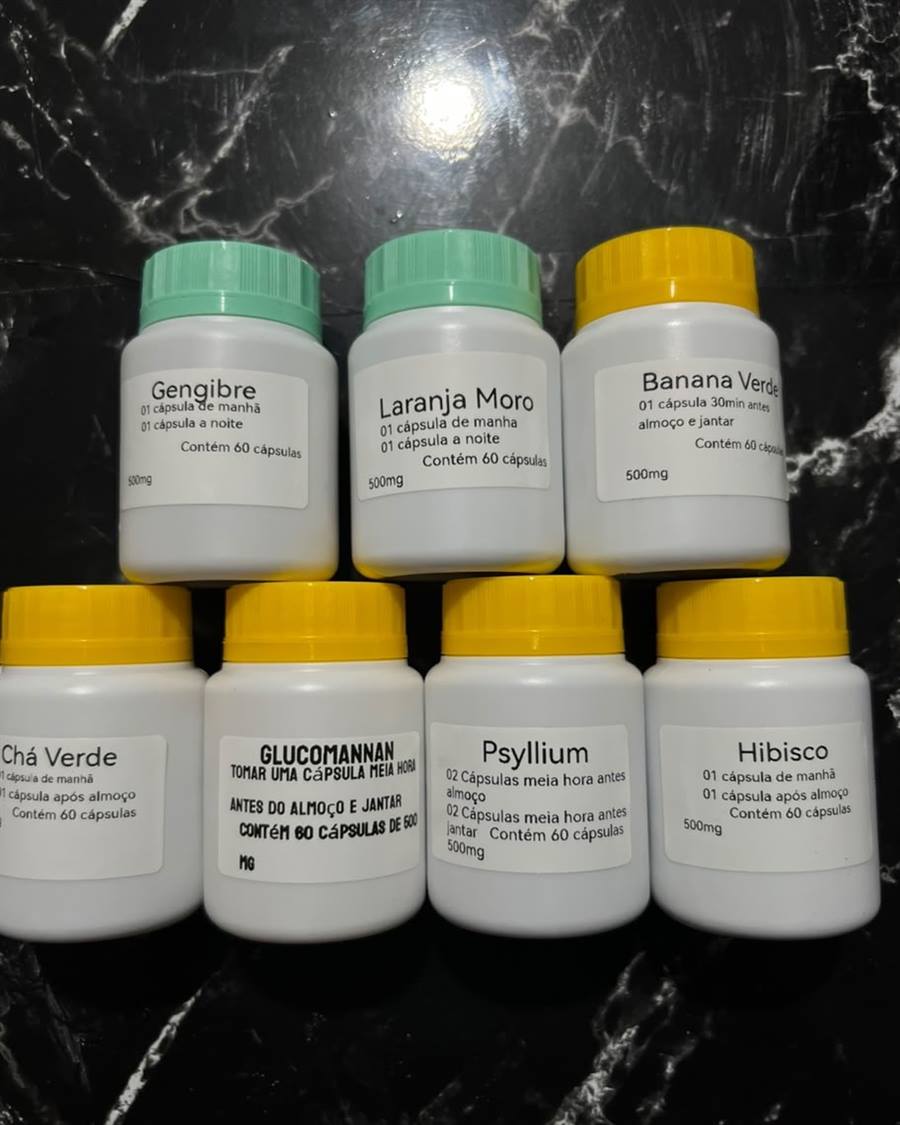 Gengibre
01 cápsula de manhã
01 cápsula a noite
Contém 60 cápsulas
500mg
Laranja Moro
01 cápsula de manha
01 cápsula a noite
Contém 60 cápsulas
500mg
Banana Verde
01 cápsula 30min antes
almoço e jantar
Contém 60 cápsulas
500mg
Chá Verde
1 cápsula de manhã
1 cápsula após almoço
Contém 60 cápsulas
GLUCOMANNAN
TOMAR UMA CáPSULA MEIA HORA
ANTES DO ALMOçO E JANTAR
CONTéM 60 CáPSULAS DE 500
MG
Psyllium
02 Cápsulas meia hora antes
almoço
02 Cápsulas meia hora antes
jantar Contém 60 cápsulas
500mg
Hibisco
01 cápsula de manhã
01 cápsula após almoço
Contém 60 cápsulas
500mg